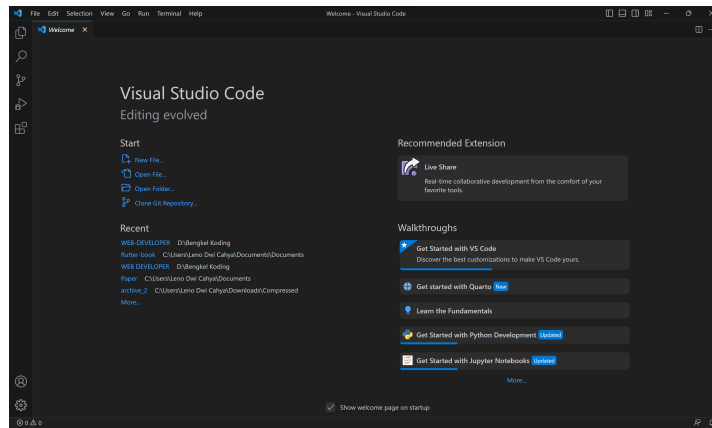 File Edit Selection View Go Run Terminal Help
Welcome - Visual Studio Code
Welcome
Visual Studio Code
Editing evolved
Start
New File...
Open File...
Open Folder...
Clone Git Repository...
Recent
WEB-DEVELOPER D:\Bengkel Koding
flutter-book C:\Users\Leno Dwi Cahya\Documents\Documents
WEB DEVELOPER D:\Bengkel Koding
Paper C:\Users\Leno Dwi Cahya\Documents
archive_2 C:\Users\Leno Dwi Cahya\Downloads\Compressed
More...
Recommended Extension
Live Share
Real-time collaborative development from the comfort of your
favorite tools.
Walkthroughs
Get Started with VS Code
Discover the best customizations to make VS Code yours.
Get started with Quarto New
Learn the Fundamentals
Get Started with Python Development Updated
Get Started with Jupyter Notebooks Updated
More...
Show welcome page on startup
0 0